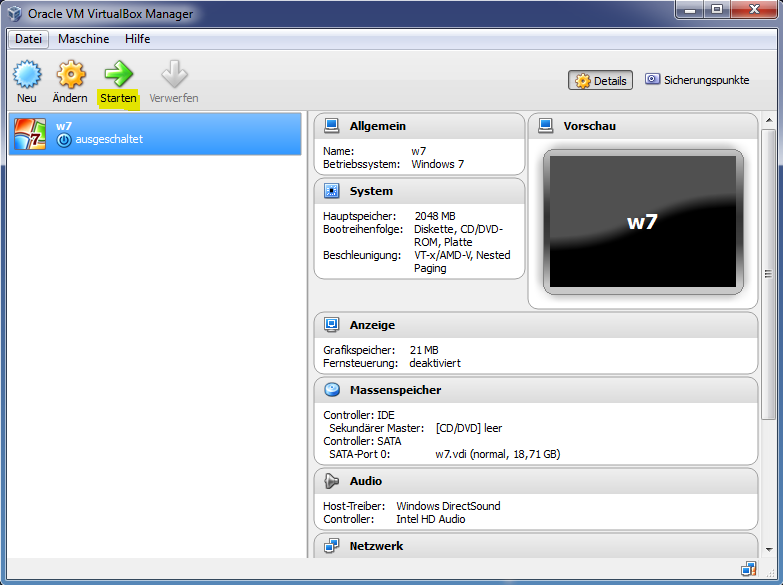 Oracle VM VirtualBox Manager
Datei Maschine Hilfe
Neu Ändern Starten Verwerfen
Details Sicherungspunkte
w7
ausgeschaltet
Allgemein
Name: w7
Betriebssystem: Windows 7
System
Hauptspeicher: 2048 MB
Bootreihenfolge: Diskette, CD/DVD-
ROM, Platte
Beschleunigung: VT-x/AMD-V, Nested
Paging
Vorschau
w7
Anzeige
Grafikspeicher: 21 MB
Fernsteuerung: deaktiviert
Massenspeicher
Controller: IDE
Sekundärer Master: [CD/DVD] leer
Controller: SATA
SATA-Port 0: w7.vdi (normal, 18,71 GB)
Audio
Host-Treiber: Windows DirectSound
Controller: Intel HD Audio
Netzwerk